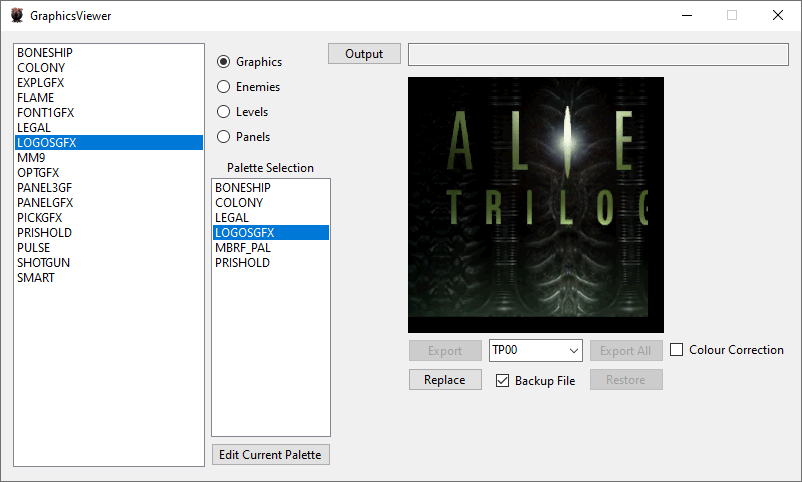 GraphicsViewer
BONESHIP
COLONY
EXPLGFX
FLAME
FONT1GFX
LEGAL
LOGOSGFX
MM9
OPTGFX
PANEL3GF
PANELGFX
PICKGFX
PRISHOLD
PULSE
SHOTGUN
SMART
Graphics
Enemies
Levels
Panels
Palette Selection
BONESHIP
COLONY
LEGAL
LOGOSGFX
MBRF_PAL
PRISHOLD
Edit Current Palette
Output
ALIE
TRILOG
Export
TP00
Export All
Colour Correction
Replace
Backup File
Restore